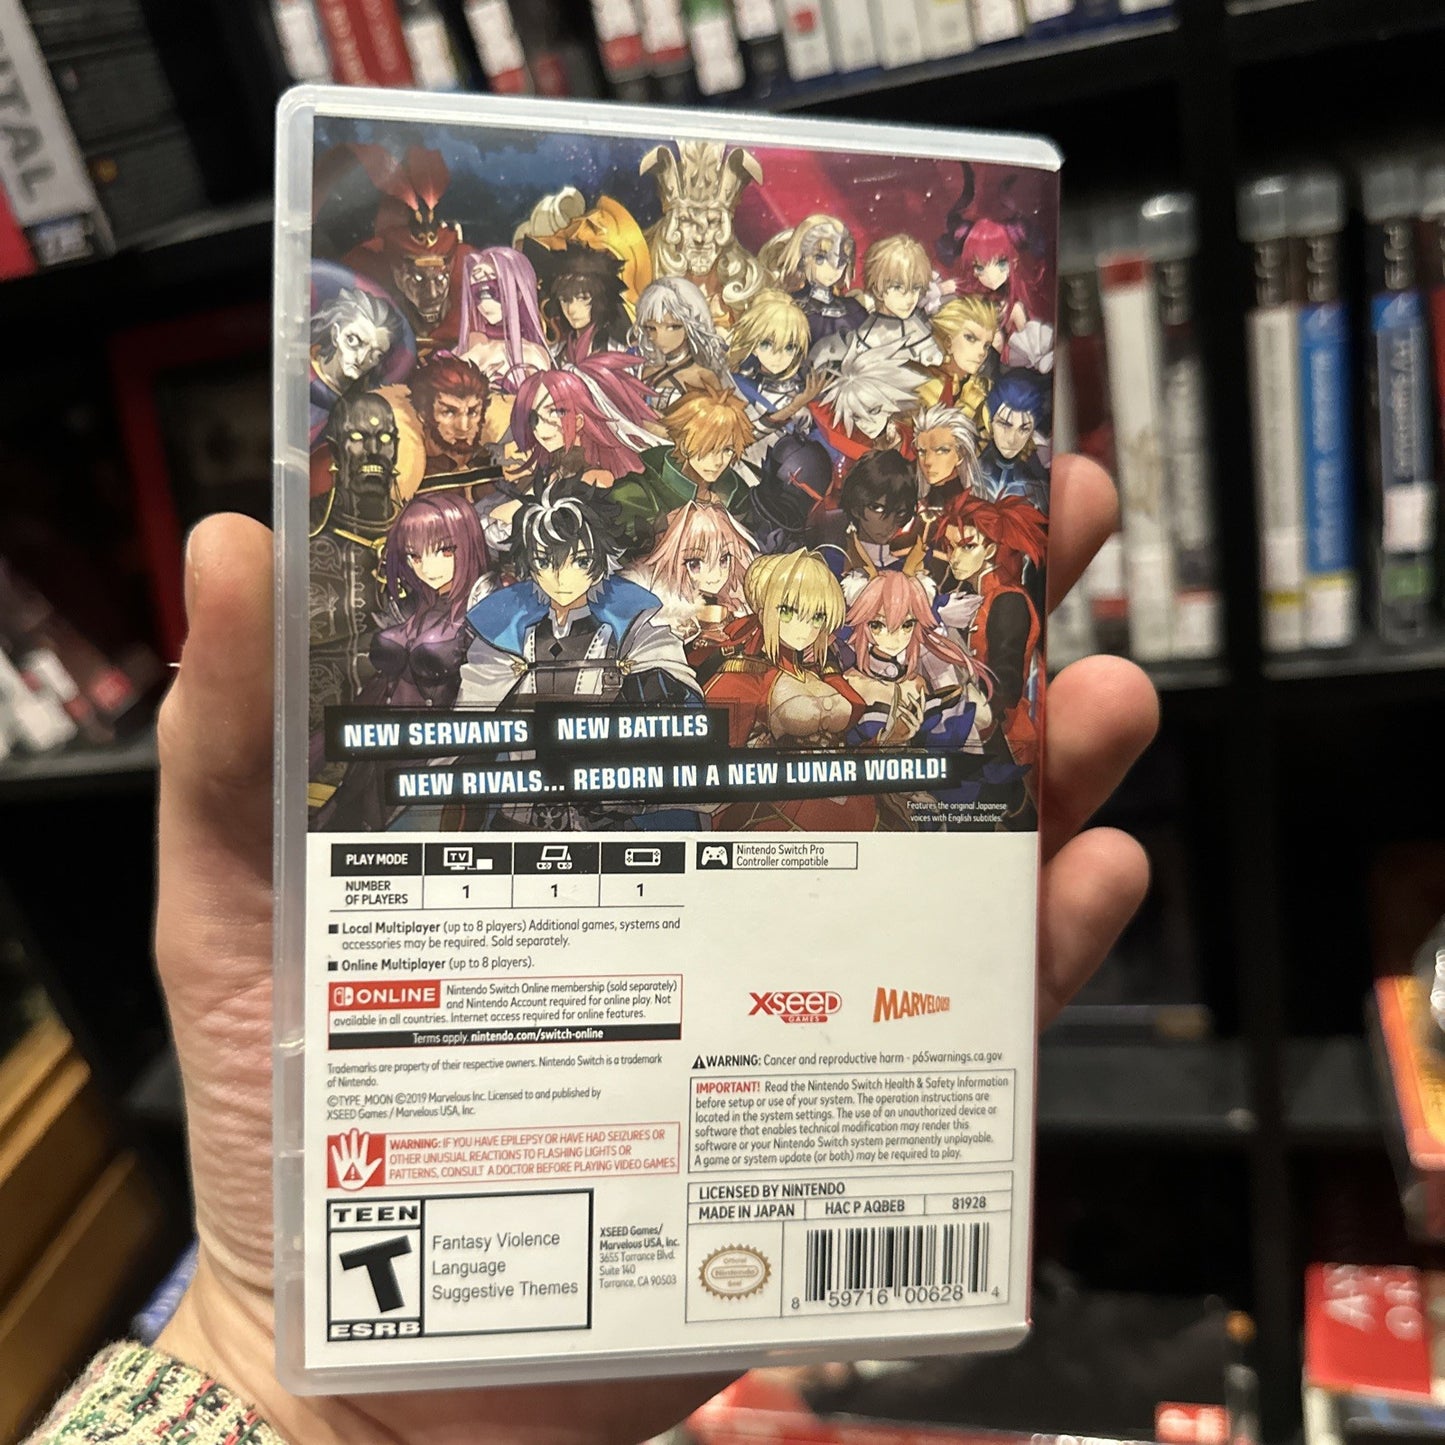 NEW SERVANTS NEW BATTLES
NEW RIVALS... REBORN IN A NEW LUNAR WORLD!
Features the original Japanese
voices with English subtitles.
PLAY MODE
TV
NUMBER
OF PLAYERS
1
1
1
Nintendo Switch Pro
Controller compatible
■ Local Multiplayer (up to 8 players) Additional games, systems and
accessories may be required. Sold separately.
■ Online Multiplayer (up to 8 players).
ONLINE
Nintendo Switch Online membership (sold separately)
and Nintendo Account required for online play. Not
available in all countries. Internet access required for online features.
Terms apply. nintendo.com/switch-online
Trademarks are property of their respective owners. Nintendo Switch is a trademark
of Nintendo.
©TYPE_MOON ©2019 Marvelous Inc. Licensed to and published by
XSEED Games / Marvelous USA, Inc.
WARNING: IF YOU HAVE EPILEPSY OR HAVE HAD SEIZURES OR
OTHER UNUSUAL REACTIONS TO FLASHING LIGHTS OR
PATTERNS, CONSULT A DOCTOR BEFORE PLAYING VIDEO GAMES.
TEEN
T
ESRB
Fantasy Violence
Language
Suggestive Themes
XSEED Games/
Marvelous USA, Inc.
3655 Torrance Blvd.
Suite 140
Torrance, CA 90503
XSEED
GAMES
MARVELOUS!
WARNING: Cancer and reproductive harm - p65warnings.ca.gov
IMPORTANT! Read the Nintendo Switch Health & Safety Information
before setup or use of your system. The operation instructions are
located in the system settings. The use of an unauthorized device or
software that enables technical modification may render this
software or your Nintendo Switch system permanently unplayable.
A game or system update (or both) may be required to play.
LICENSED BY NINTENDO
MADE IN JAPAN
HAC P AQBEB
81928
Official
Nintendo
Seal
8 59716 00628 4
PS3
PS3
PS3